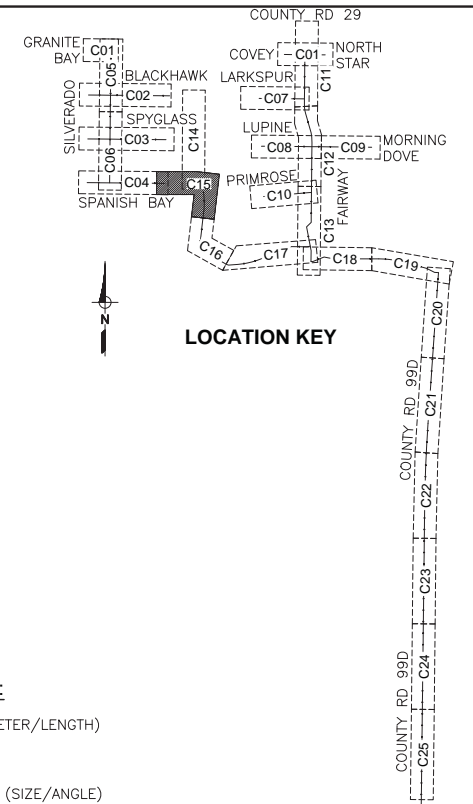 COUNTY RD 29
GRANITE BAY
C01
C05
BLACKHAWK
SILVERADO
C02
SPYGLASS
C03
C06
C04
SPANISH BAY
C14
C15
C16
C17
COVEY
C01
NORTH STAR
LARKSPUR
C11
C07
LUPINE
C08
C09
MORNING DOVE
C12
PRIMROSE
C10
FAIRWAY
C13
C18
C19
C20
N
LOCATION KEY
COUNTY RD 99D
C21
C22
C23
COUNTY RD 99D
C24
C25
ETER/LENGTH)
(SIZE/ANGLE)